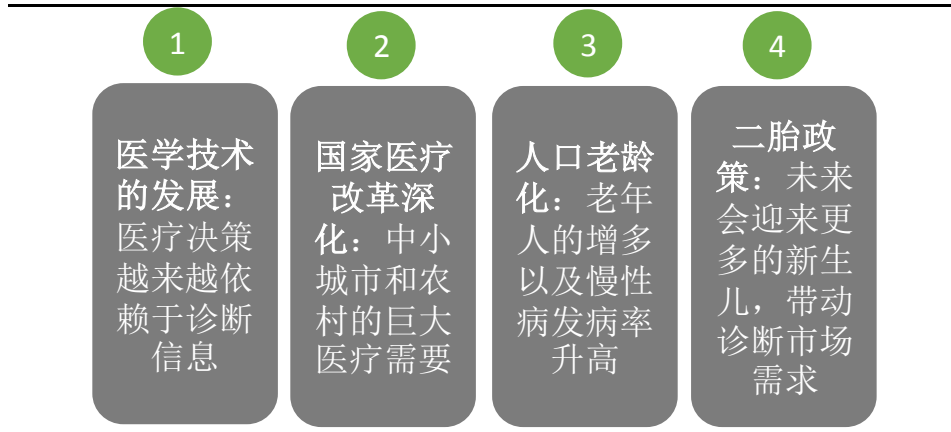 1
医学技术
的发展：
医疗决策
越来越依
赖于诊断
信息
2
国家医疗
改革深
化：中小
城市和农
村的巨大
医疗需要
3
人口老龄
化：老年
人的增多
以及慢性
病发病率
升高
4
二胎政
策：未来
会迎来更
多的新生
儿，带动
诊断市场
需求